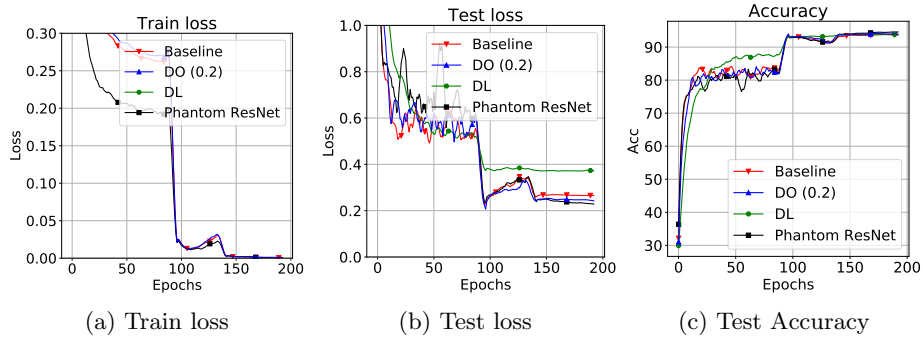 Train loss
0.30
0.25
0.20
0.15
0.10
0.05
0.00
Loss
0
50
100
150
200
Epochs
Baseline
DO (0.2)
DL
Phantom ResNet
(a) Train loss
Test loss
1.0
0.8
0.6
0.4
0.2
0.0
Loss
0
50
100
150
200
Epochs
Baseline
DO (0.2)
DL
Phantom ResNet
(b) Test loss
Accuracy
90
80
70
60
50
40
30
Acc
0
50
100
150
200
Epochs
Baseline
DO (0.2)
DL
Phantom ResNet
(c) Test Accuracy